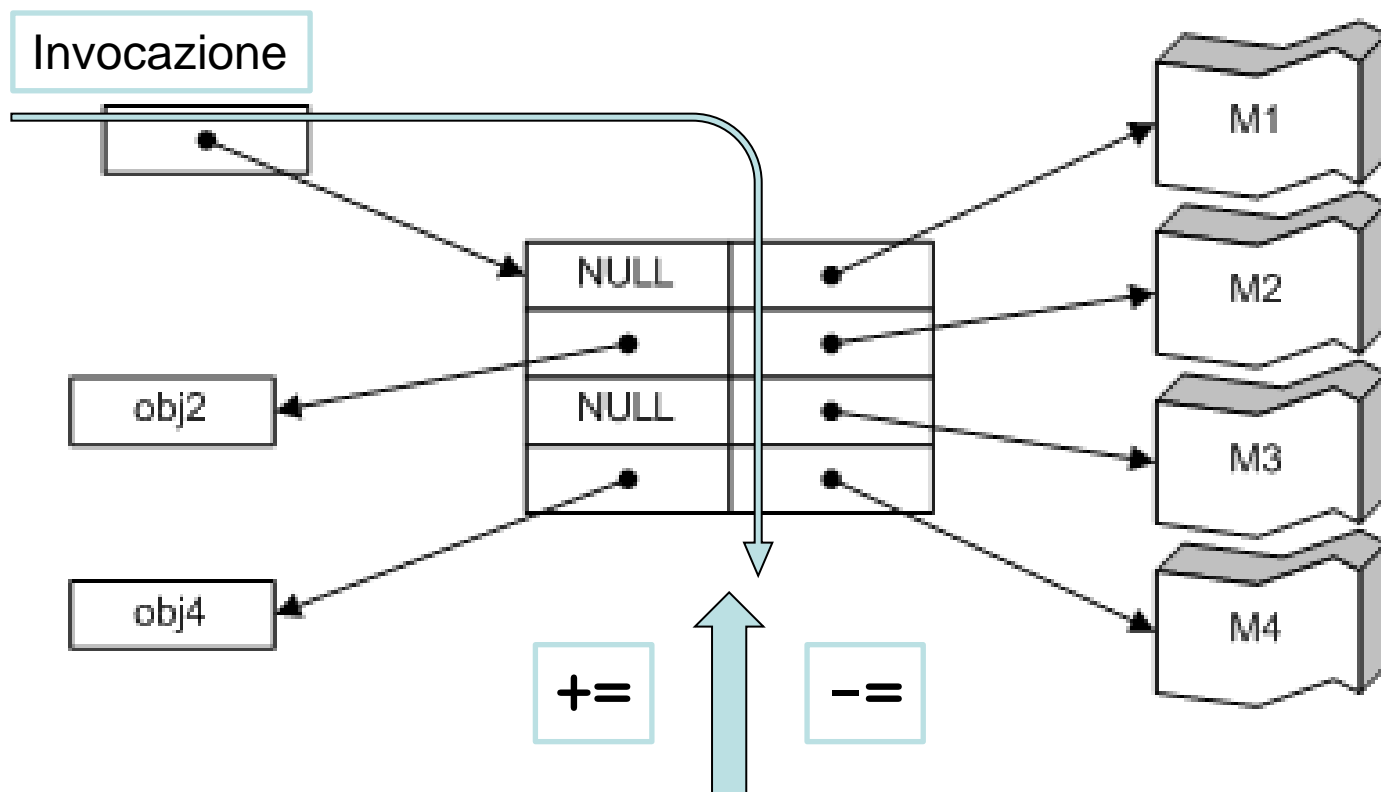 Invocazione
M1
NULL
M2
obj2
NULL
M3
obj4
M4
+=
-=